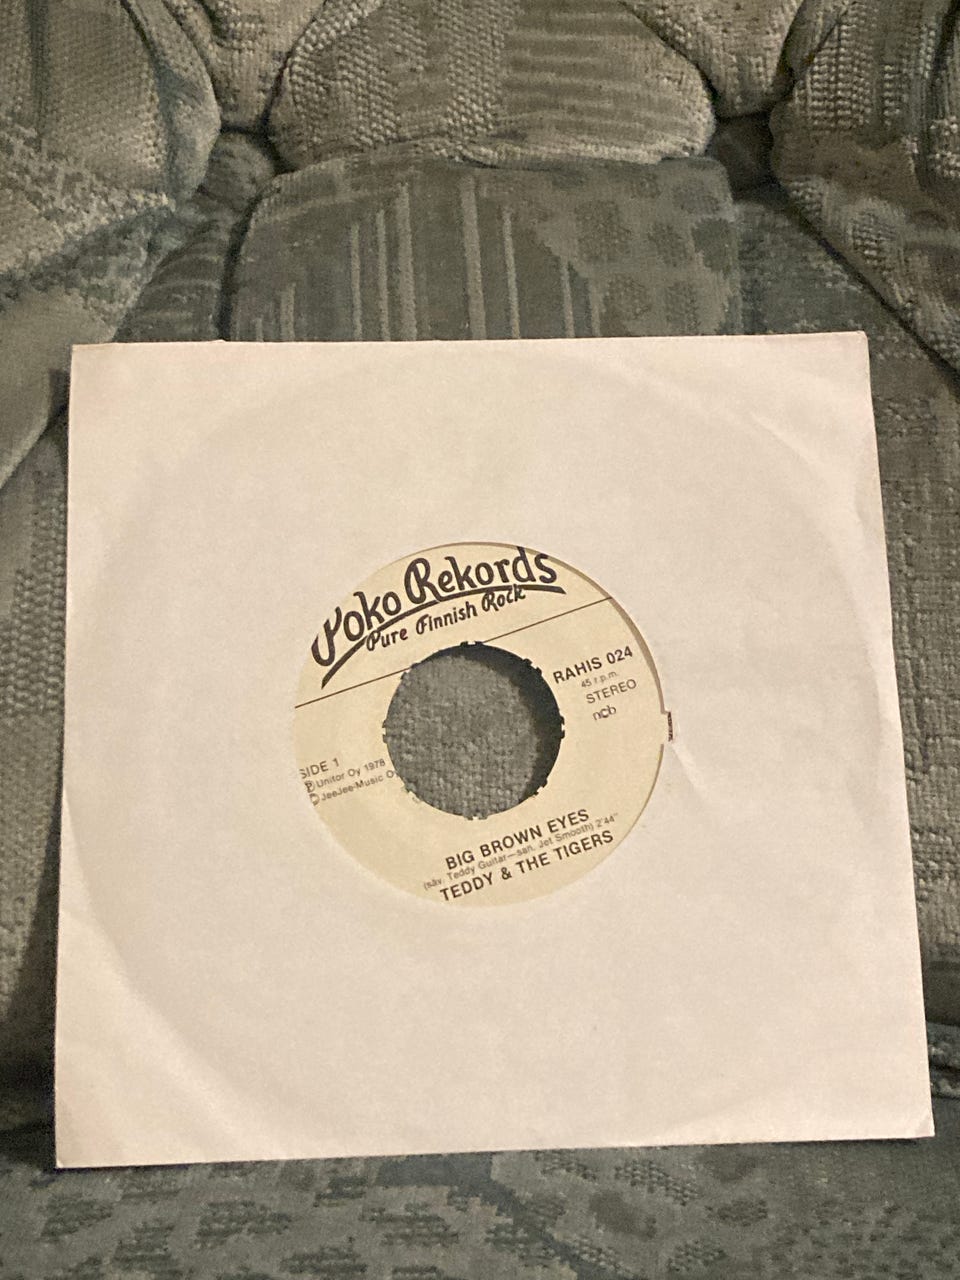 Poko Rekords
Pure Finnish Rock
RAHIS 024
45 r.p.m.
STEREO
ncb
SIDE 1
Ⓟ Unitor Oy 1978
Ⓒ JeeJee-Music Oy
BIG BROWN EYES
(säv. Teddy Guitar—san. Jet Smooth) 2'44"
TEDDY & THE TIGERS